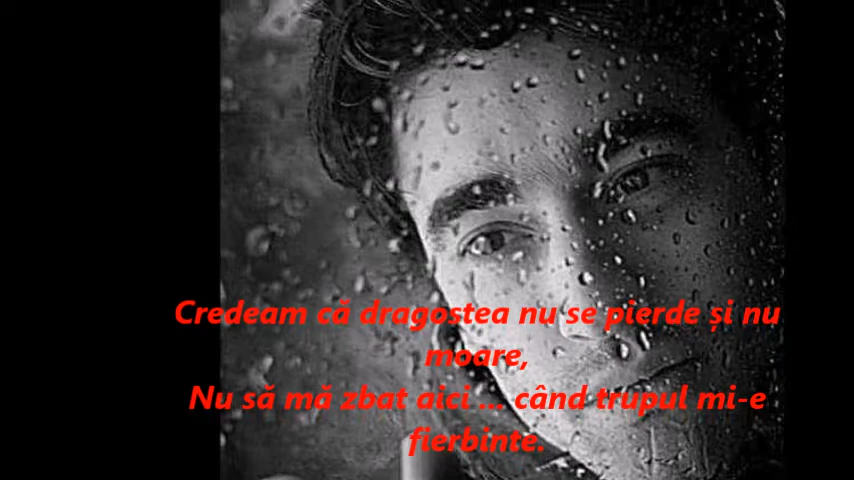 Credeam că dragostea nu se pierde și nu
moare,
Nu să mă zbat aici ... când trupul mi-e
fierbinte.